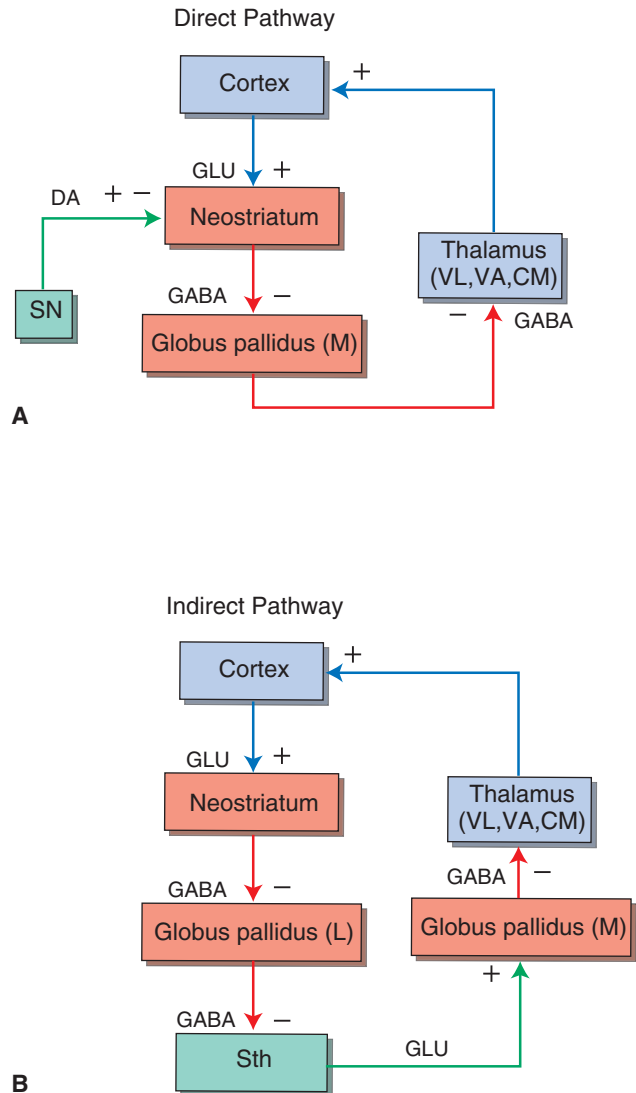 Direct Pathway
Cortex
+
GLU +
DA + −
Neostriatum
Thalamus
(VL,VA,CM)
SN
GABA −
− GABA
Globus pallidus (M)
A
Indirect Pathway
Cortex
+
GLU +
Neostriatum
Thalamus
(VL,VA,CM)
GABA −
GABA −
Globus pallidus (L)
Globus pallidus (M)
+
GABA −
Sth
GLU
B